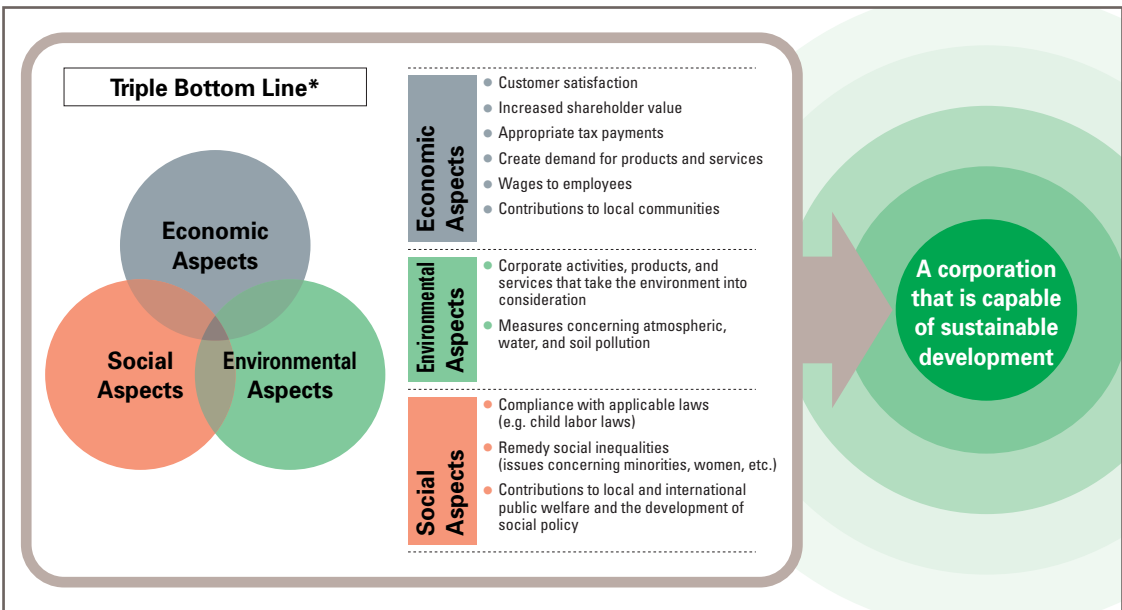 Triple Bottom Line*
Economic
Aspects
Social
Aspects
Environmental
Aspects
Economic
Aspects
● Customer satisfaction
● Increased shareholder value
● Appropriate tax payments
● Create demand for products and services
● Wages to employees
● Contributions to local communities
Environmental
Aspects
● Corporate activities, products, and
services that take the environment into
consideration
● Measures concerning atmospheric,
water, and soil pollution
Social
Aspects
● Compliance with applicable laws
(e.g. child labor laws)
● Remedy social inequalities
(issues concerning minorities, women, etc.)
● Contributions to local and international
public welfare and the development of
social policy
A corporation
that is capable
of sustainable
development